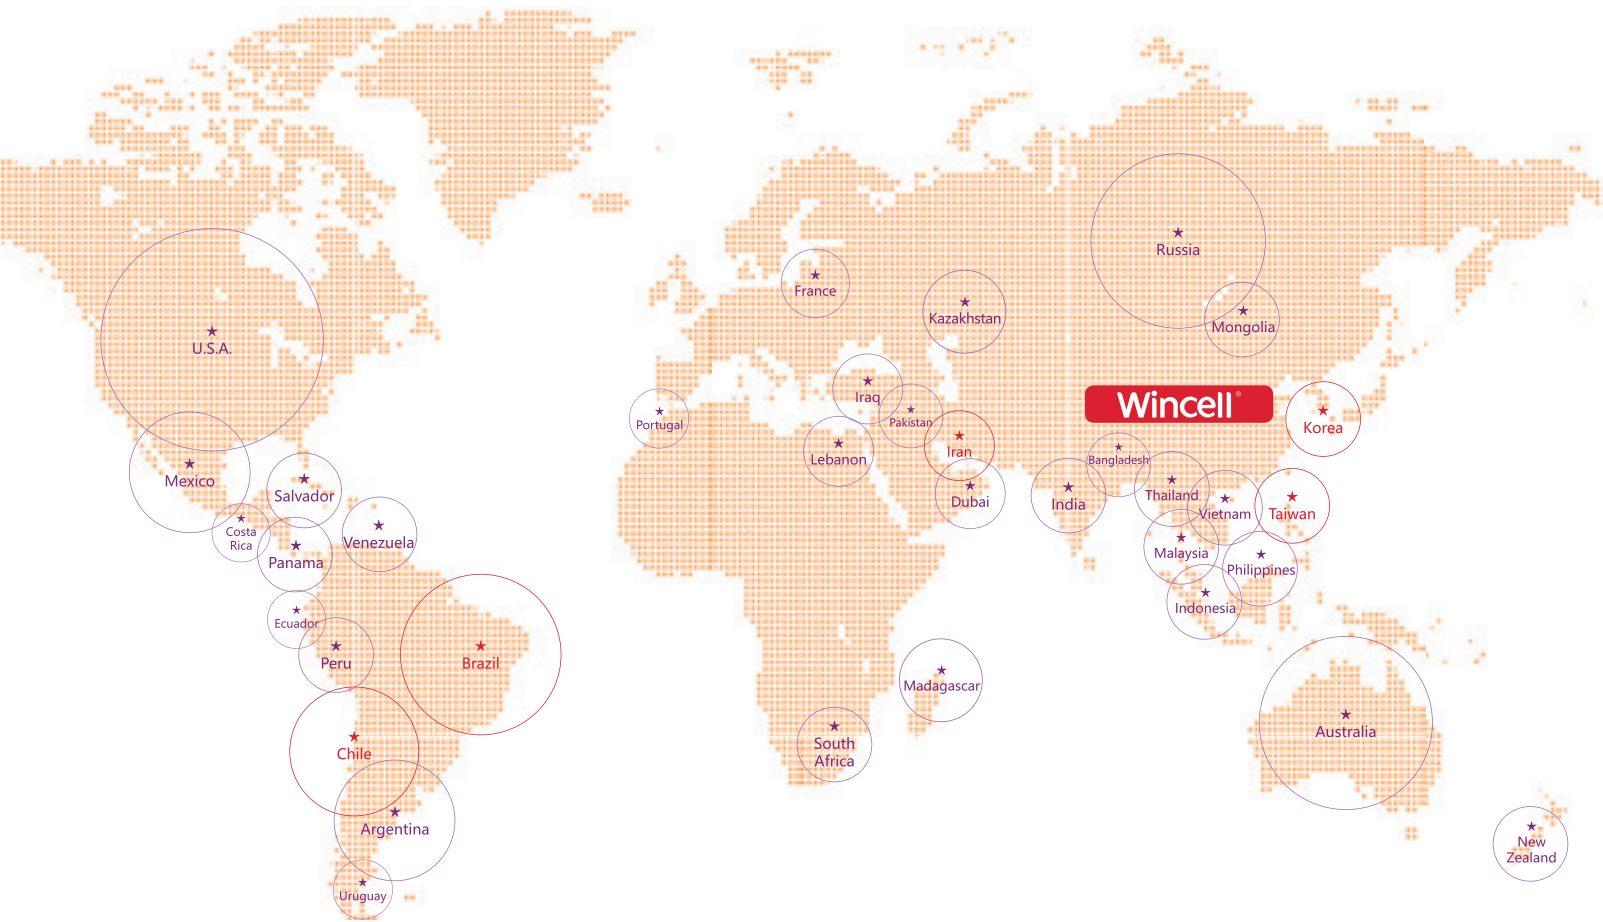 Russia
France
Kazakhstan
Mongolia
U.S.A.
Iraq
Wincell®
Portugal
Pakistan
Korea
Lebanon
Iran
Bangladesh
Mexico
Salvador
Dubai
India
Thailand
Vietnam
Taiwan
Costa
Rica
Venezuela
Panama
Malaysia
Philippines
Indonesia
Ecuador
Peru
Brazil
Madagascar
Australia
South
Africa
Chile
Argentina
New
Zealand
Uruguay